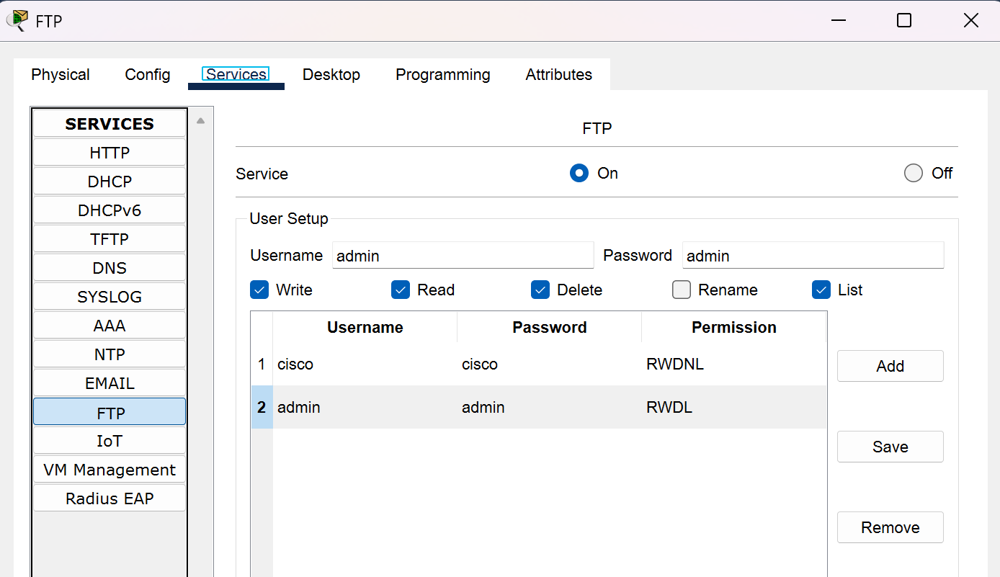 FTP
Physical Config Services Desktop Programming Attributes
SERVICES
HTTP
DHCP
DHCPv6
TFTP
DNS
SYSLOG
AAA
NTP
EMAIL
FTP
IoT
VM Management
Radius EAP
FTP
Service On Off
User Setup
Username admin Password admin
Write Read Delete Rename List
Username Password Permission
1 cisco cisco RWDNL
2 admin admin RWDL
Add
Save
Remove